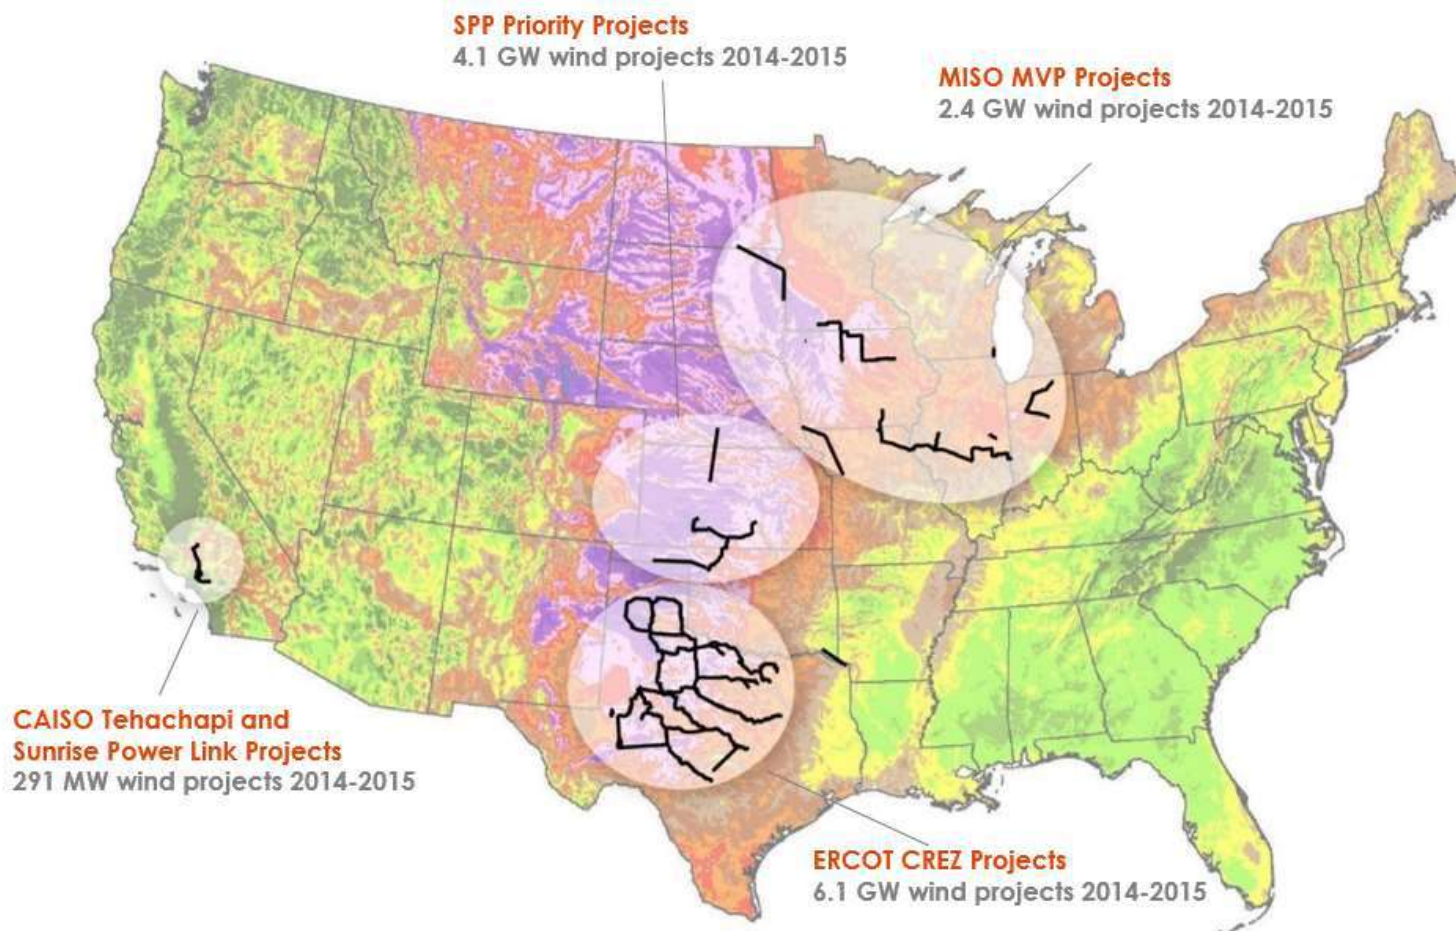 SPP Priority Projects
4.1 GW wind projects 2014-2015
MISO MVP Projects
2.4 GW wind projects 2014-2015
CAISO Tehachapi and
Sunrise Power Link Projects
291 MW wind projects 2014-2015
ERCOT CREZ Projects
6.1 GW wind projects 2014-2015